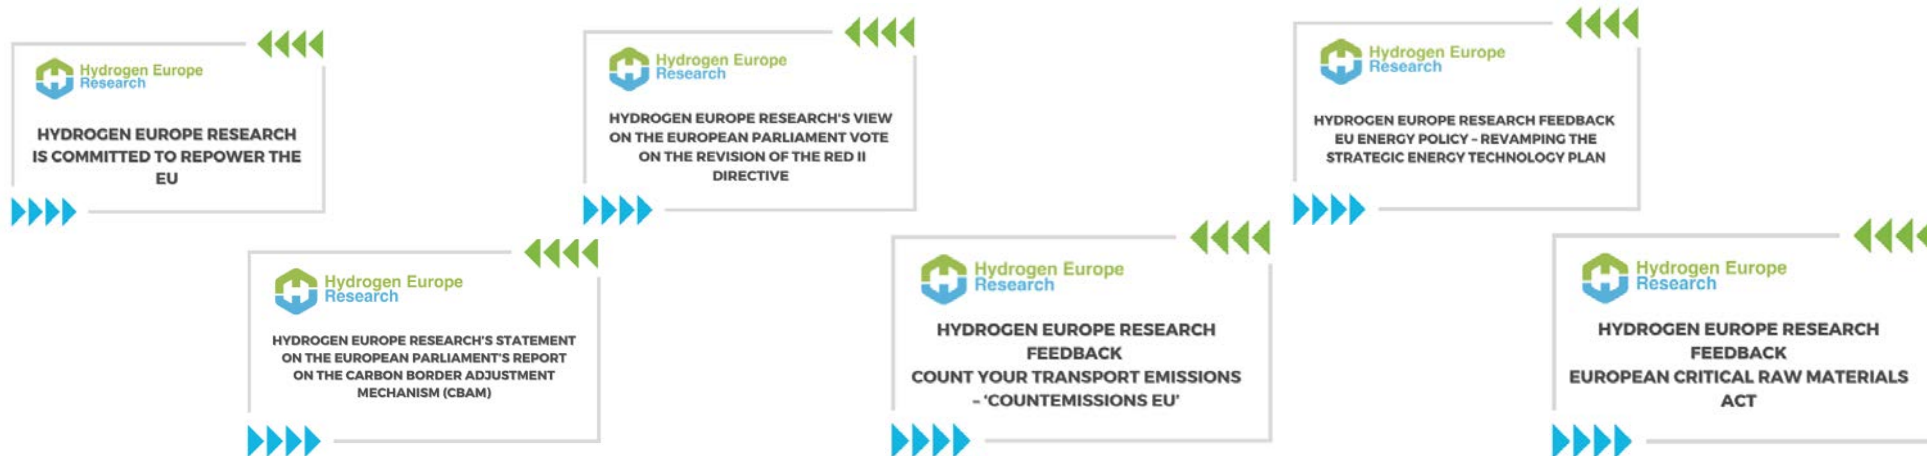 Hydrogen Europe
Research
HYDROGEN EUROPE RESEARCH
IS COMMITTED TO REPOWER THE
EU
Hydrogen Europe
Research
HYDROGEN EUROPE RESEARCH'S STATEMENT
ON THE EUROPEAN PARLIAMENT'S REPORT
ON THE CARBON BORDER ADJUSTMENT
MECHANISM (CBAM)
Hydrogen Europe
Research
HYDROGEN EUROPE RESEARCH'S VIEW
ON THE EUROPEAN PARLIAMENT VOTE
ON THE REVISION OF THE RED II
DIRECTIVE
Hydrogen Europe
Research
HYDROGEN EUROPE RESEARCH
FEEDBACK
COUNT YOUR TRANSPORT EMISSIONS
– ‘COUNTEMISSIONS EU’
Hydrogen Europe
Research
HYDROGEN EUROPE RESEARCH FEEDBACK
EU ENERGY POLICY – REVAMPING THE
STRATEGIC ENERGY TECHNOLOGY PLAN
Hydrogen Europe
Research
HYDROGEN EUROPE RESEARCH
FEEDBACK
EUROPEAN CRITICAL RAW MATERIALS
ACT